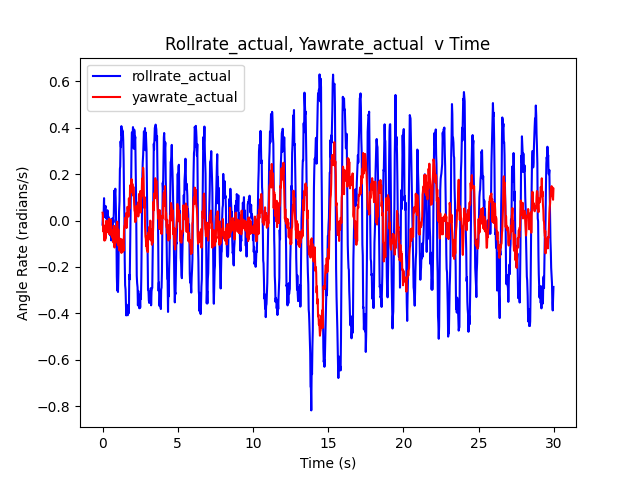 Rollrate_actual, Yawrate_actual  v Time
rollrate_actual
yawrate_actual
Angle Rate (radians/s)
0.6
0.4
0.2
0.0
−0.2
−0.4
−0.6
−0.8
0 5 10 15 20 25 30
Time (s)